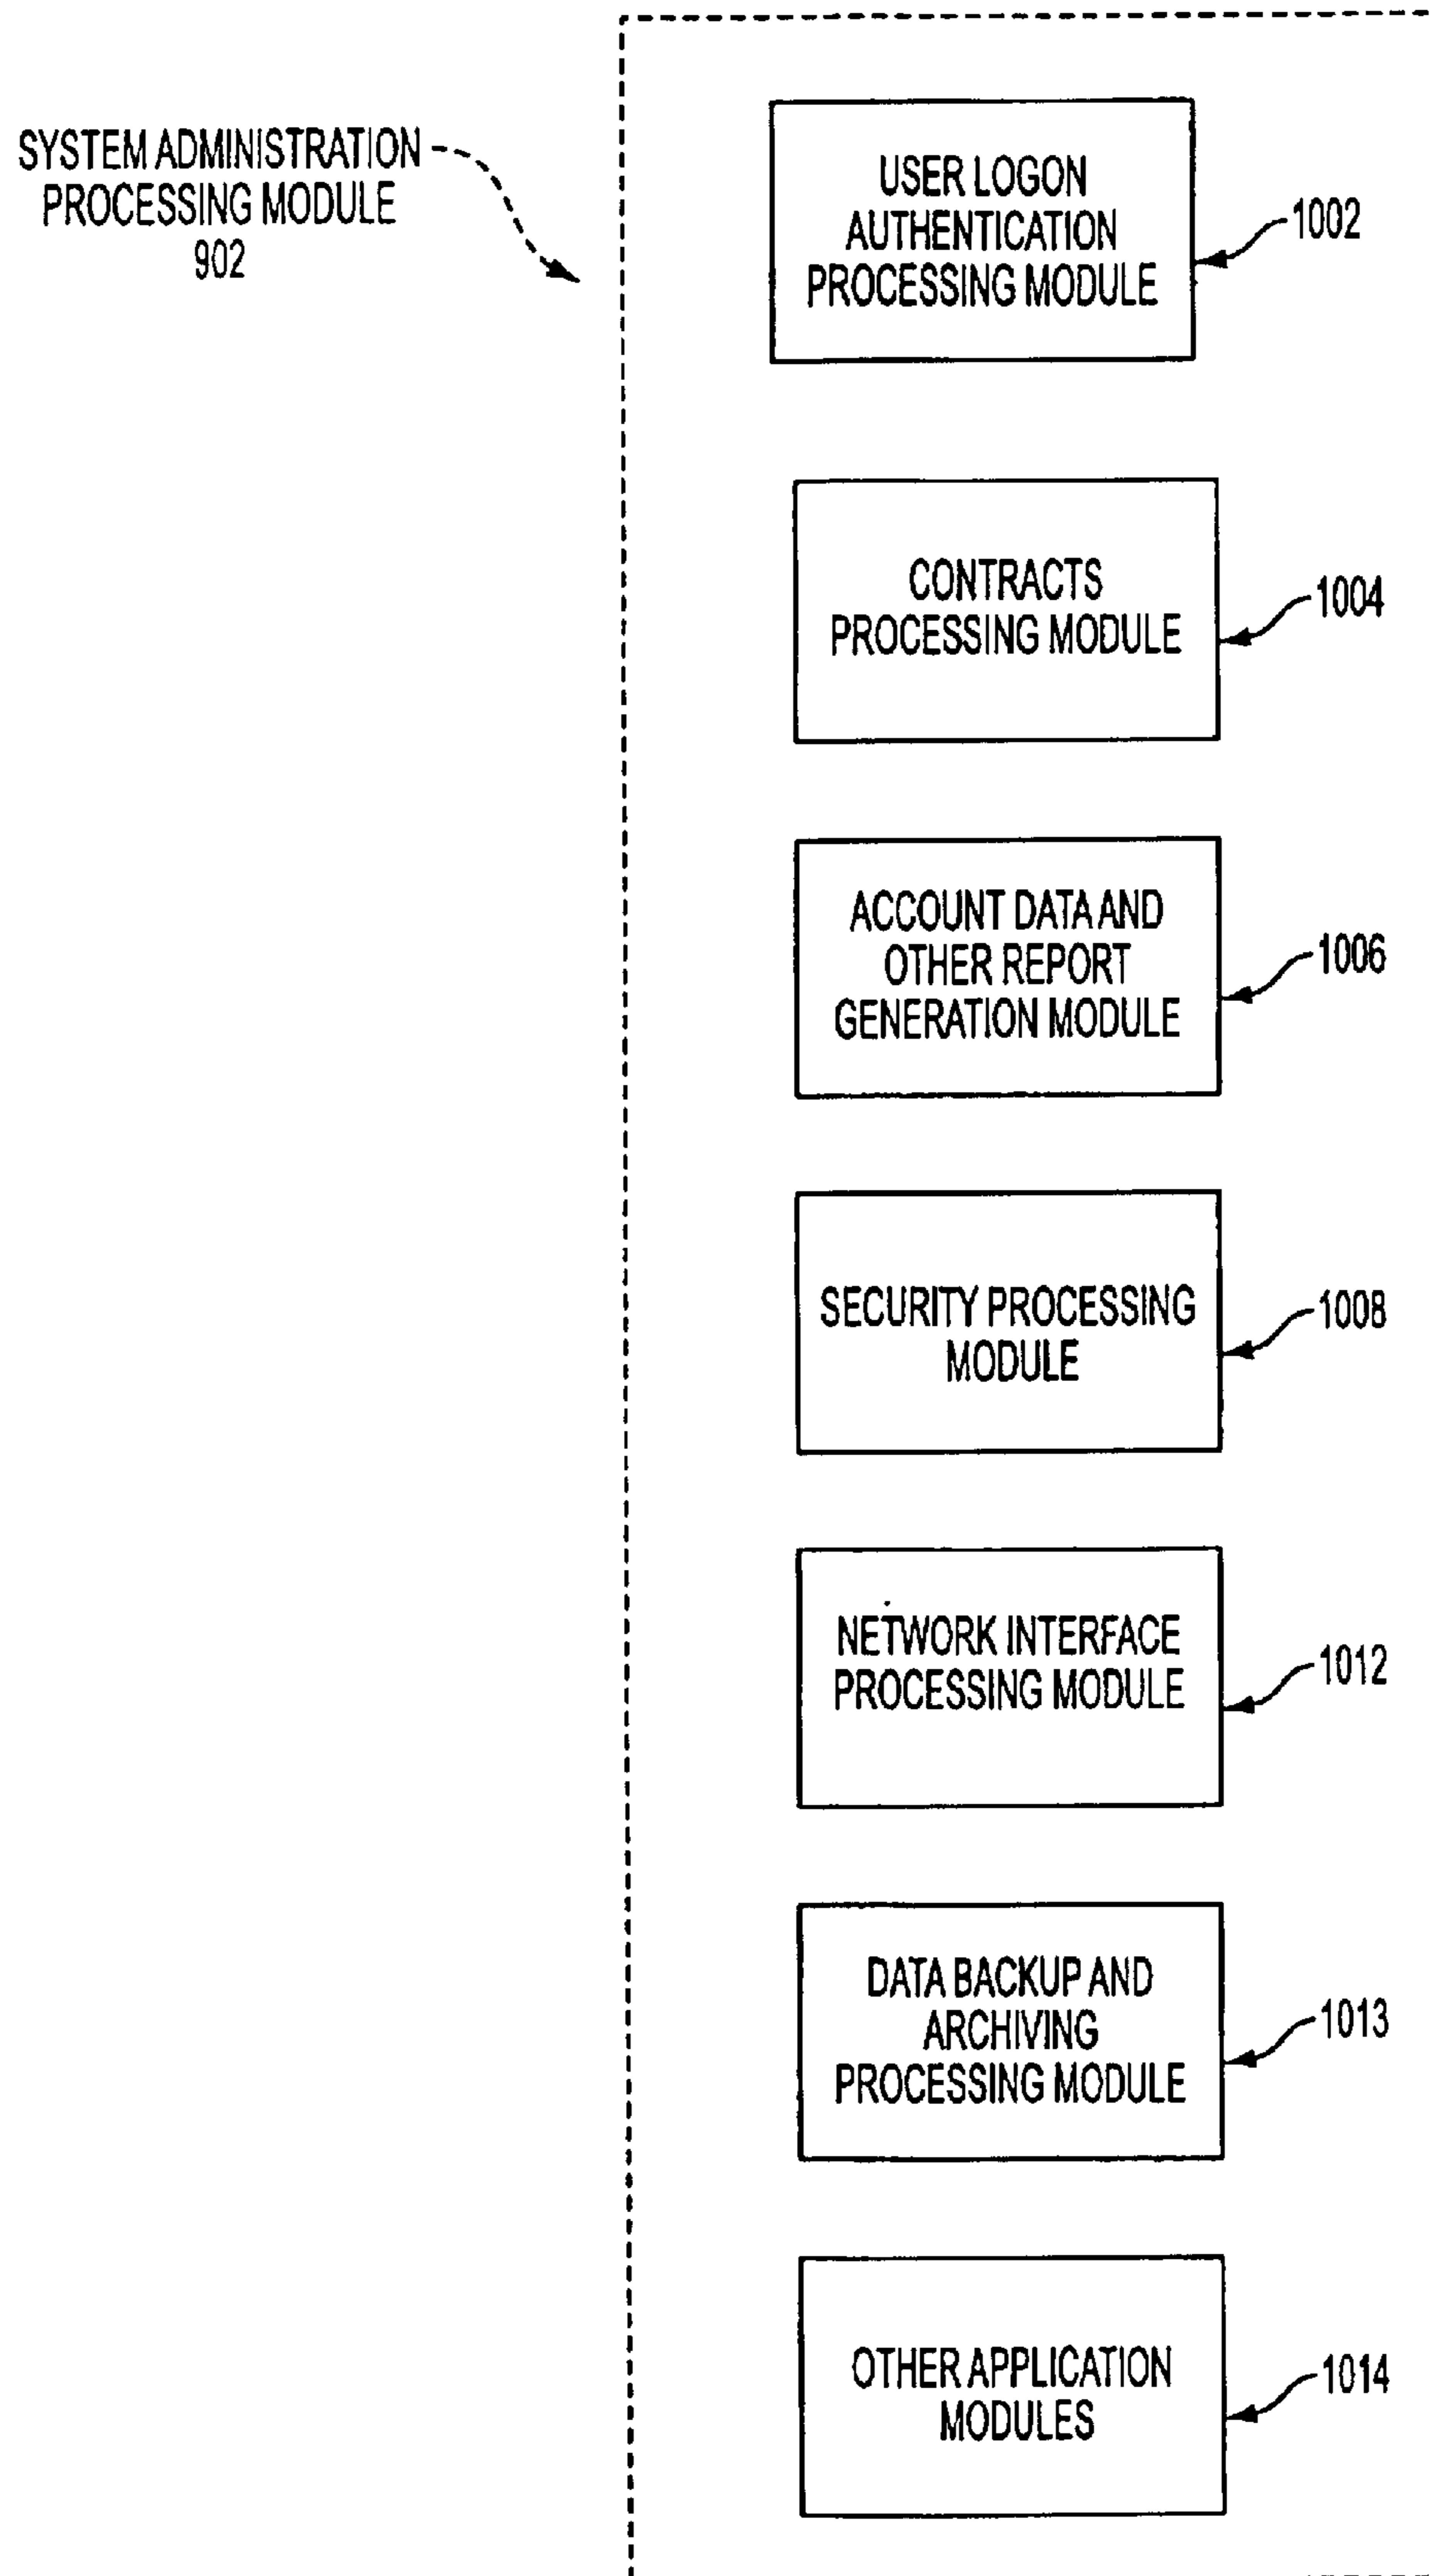 SYSTEM ADMINISTRATION
PROCESSING MODULE
902
USER LOGON
AUTHENTICATION
PROCESSING MODULE
1002
CONTRACTS
PROCESSING MODULE
1004
ACCOUNT DATA AND
OTHER REPORT
GENERATION MODULE
1006
SECURITY PROCESSING
MODULE
1008
NETWORK INTERFACE
PROCESSING MODULE
1012
DATA BACKUP AND
ARCHIVING
PROCESSING MODULE
1013
OTHER APPLICATION
MODULES
1014